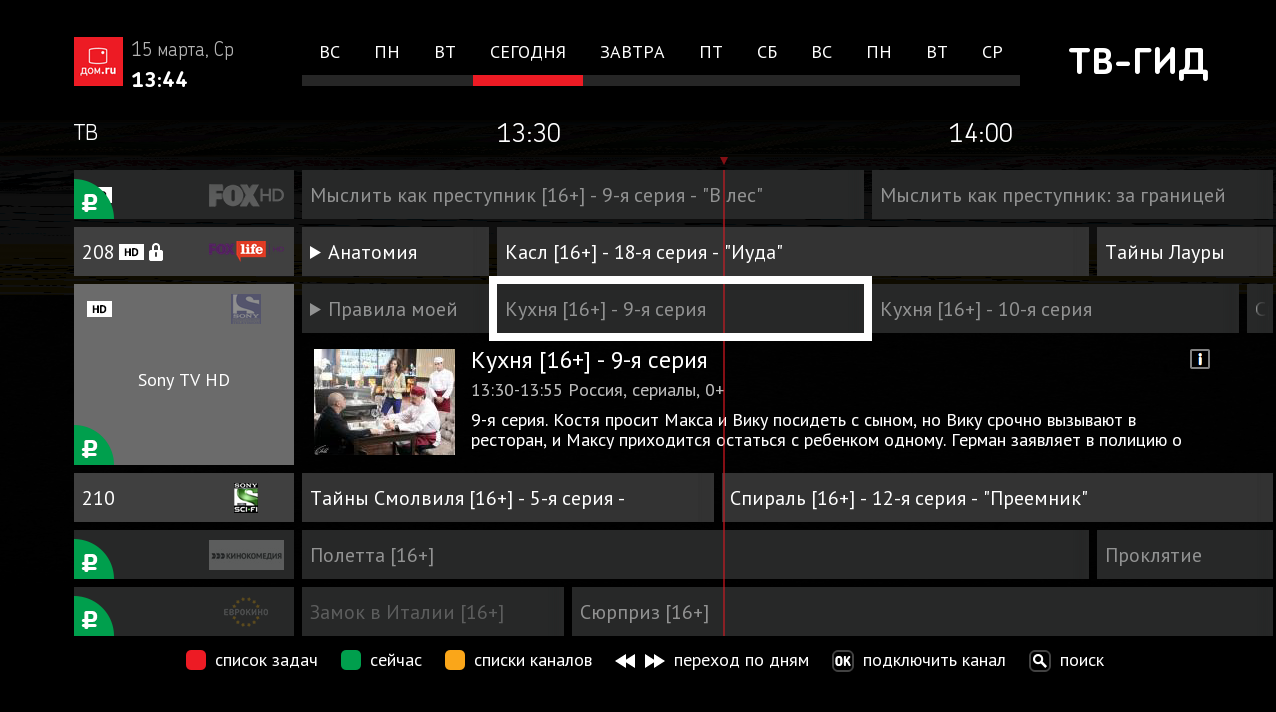 15 марта, Ср
ДОМ.ru
13:44
ВС ПН ВТ СЕГОДНЯ ЗАВТРА ПТ СБ ВС ПН ВТ СР
ТВ-ГИД
ТВ 13:30 14:00
₽ FOX HD Мыслить как преступник [16+] - 9-я серия - "В лес" Мыслить как преступник: за границей
208 HD FOX life Анатомия Касл [16+] - 18-я серия - "Иуда" Тайны Лауры
HD SONY Правила моей Кухня [16+] - 9-я серия Кухня [16+] - 10-я серия С
Sony TV HD
₽
Кухня [16+] - 9-я серия
13:30-13:55 Россия, сериалы, 0+
9-я серия. Костя просит Макса и Вику посидеть с сыном, но Вику срочно вызывают в
ресторан, и Максу приходится остаться с ребенком одному. Герман заявляет в полицию о
210 SONY SCI-FI Тайны Смолвиля [16+] - 5-я серия - Спираль [16+] - 12-я серия - "Преемник"
₽ КИНОКОМЕДИЯ Полетта [16+] Проклятие
₽ ЕВРОКИНО Замок в Италии [16+] Сюрприз [16+]
список задач сейчас списки каналов переход по дням OK подключить канал поиск